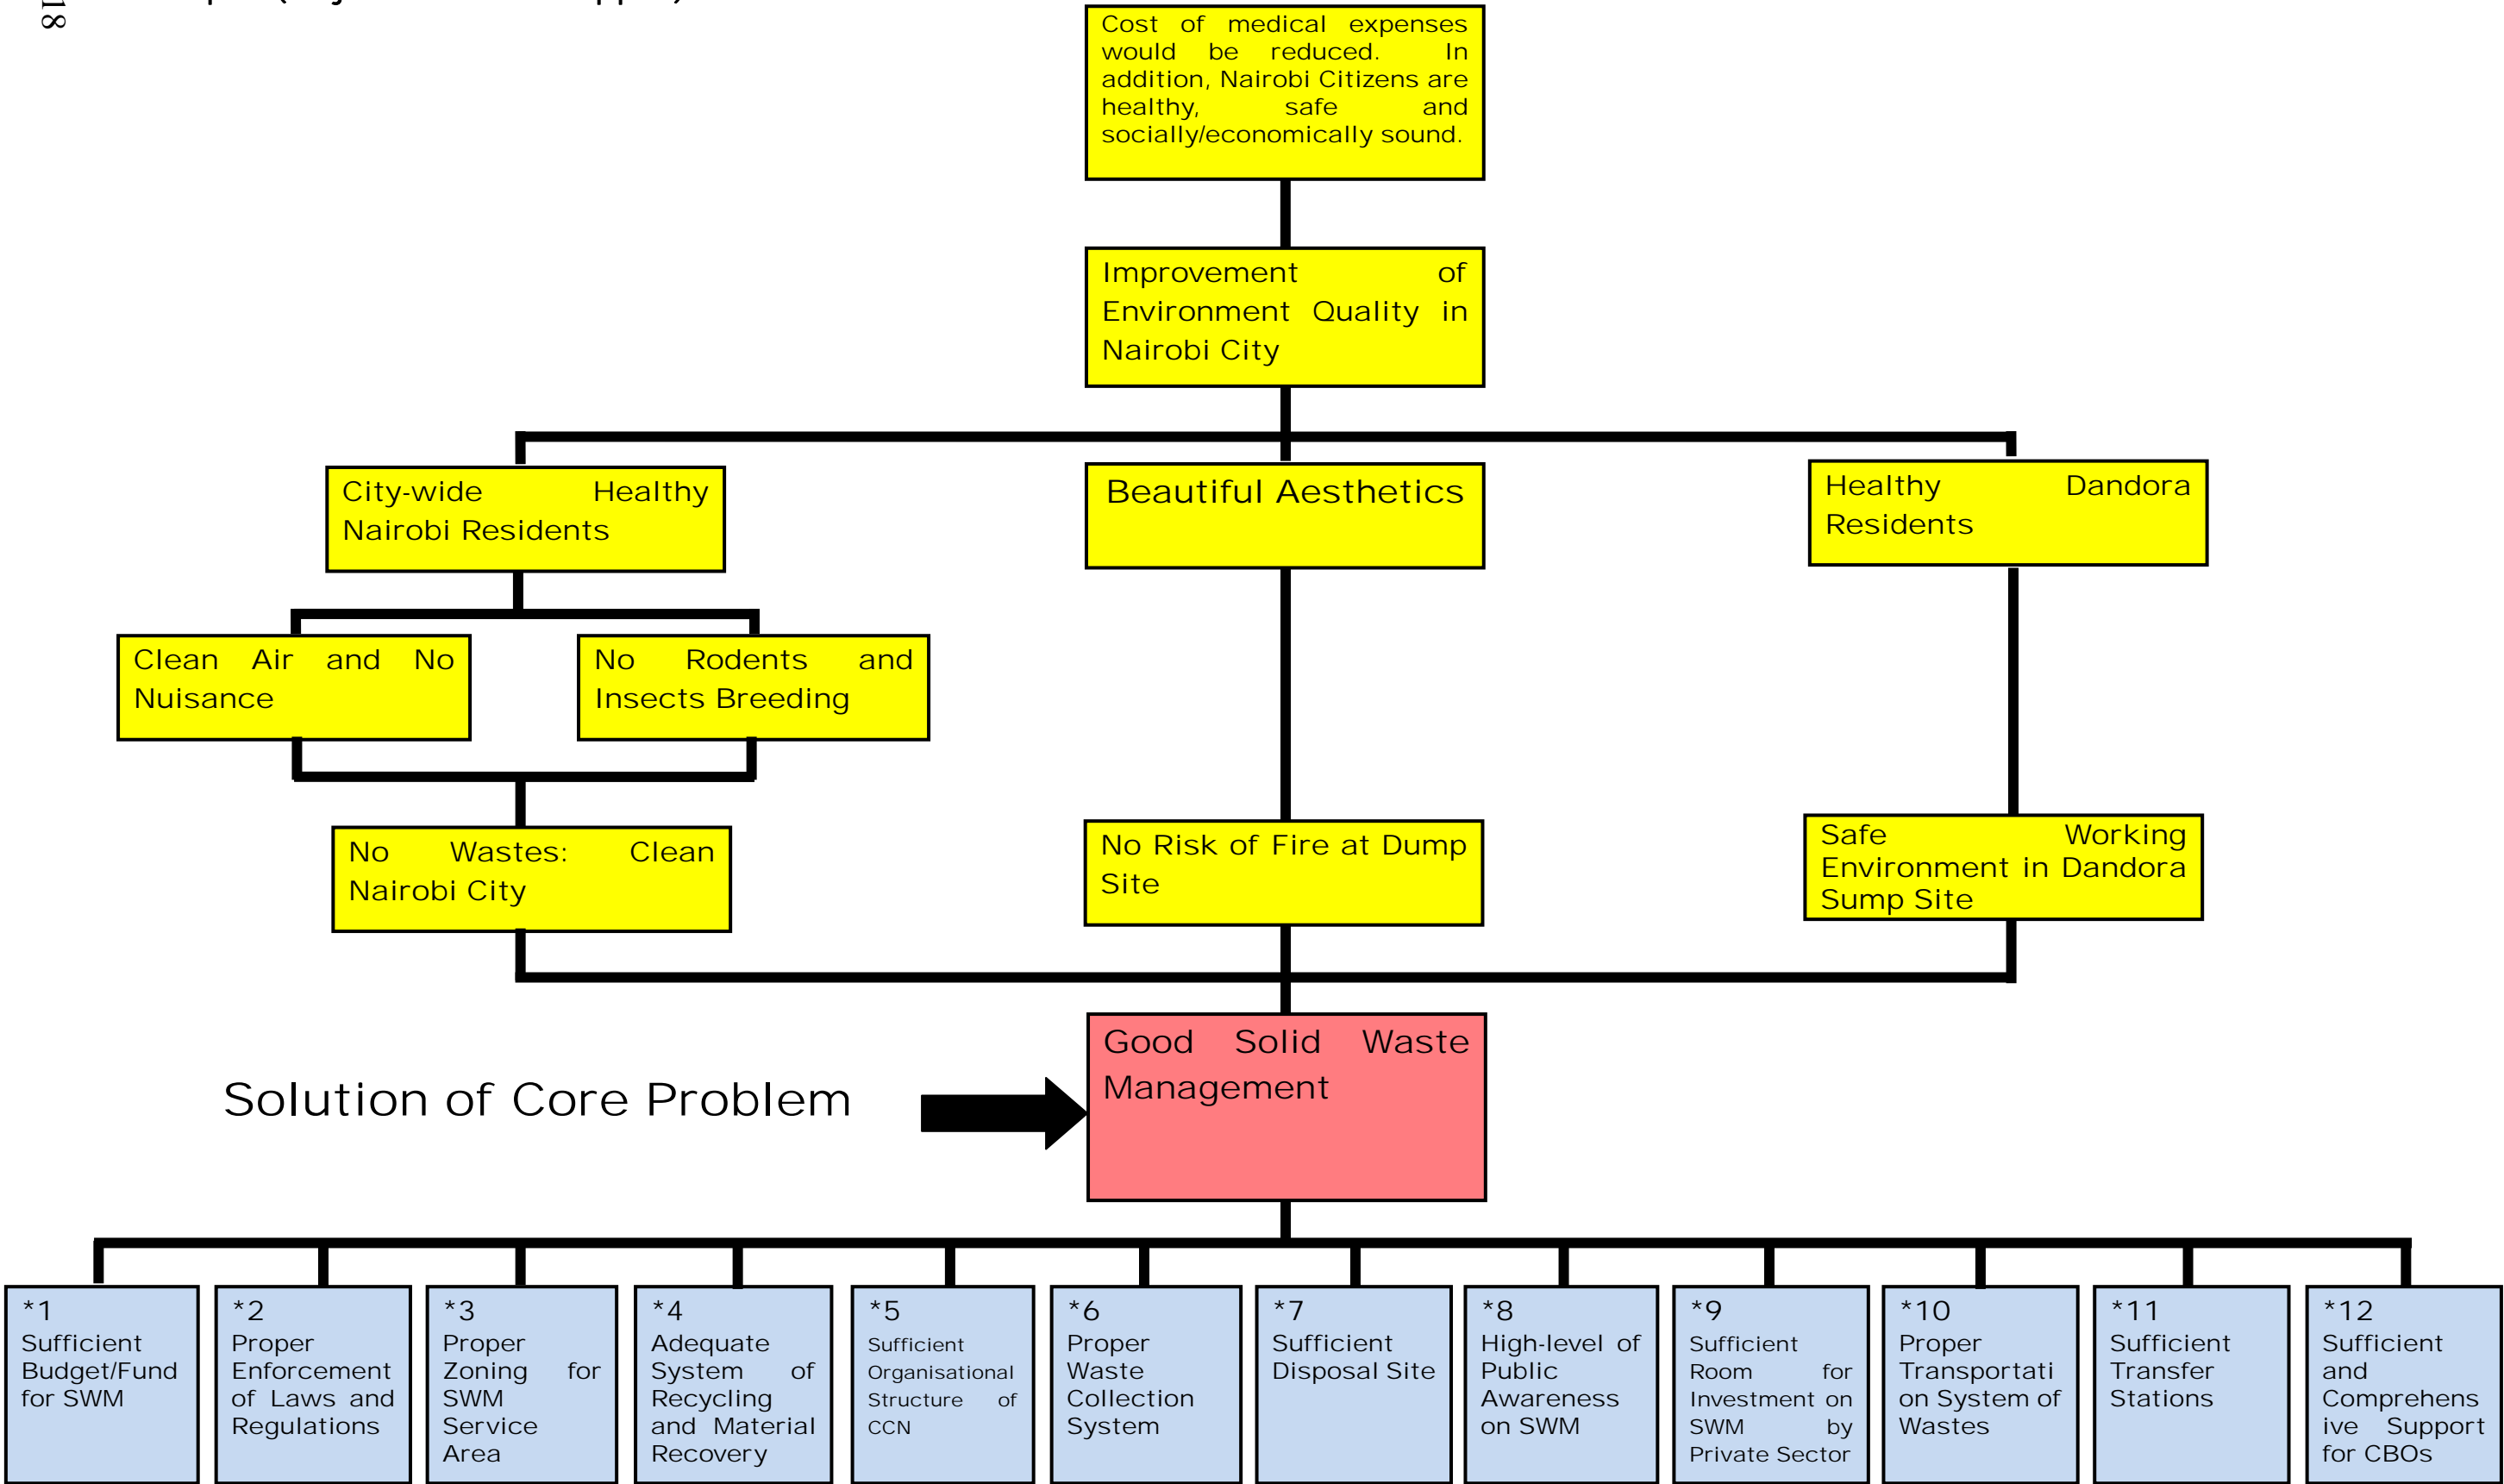 18
Cost of medical expenses
would be reduced. In
addition, Nairobi Citizens are
healthy, safe and
socially/economically sound.
Improvement of
Environment Quality in
Nairobi City
City-wide Healthy
Nairobi Residents
Beautiful Aesthetics
Healthy Dandora
Residents
Clean Air and No
Nuisance
No Rodents and
Insects Breeding
No Wastes: Clean
Nairobi City
No Risk of Fire at Dump
Site
Safe Working
Environment in Dandora
Sump Site
Good Solid Waste
Management
Solution of Core Problem
*1
Sufficient
Budget/Fund
for SWM
*2
Proper
Enforcement
of Laws and
Regulations
*3
Proper
Zoning for
SWM
Service
Area
*4
Adequate
System of
Recycling
and Material
Recovery
*5
Sufficient
Organisational
Structure of
CCN
*6
Proper
Waste
Collection
System
*7
Sufficient
Disposal Site
*8
High-level of
Public
Awareness
on SWM
*9
Sufficient
Room for
Investment on
SWM by
Private Sector
*10
Proper
Transportati
on System of
Wastes
*11
Sufficient
Transfer
Stations
*12
Sufficient
and
Comprehens
ive Support
for CBOs